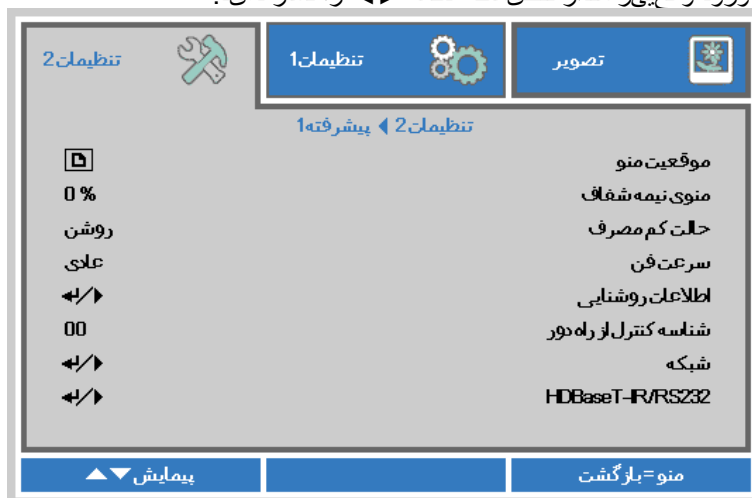 تصویر
تنظیمات1
تنظیمات2
تنظیمات2 ◀ پیشرفته1
موقعیت منو
منوی نیمه شفاف 0 %
حالت کم مصرف روشن
سرعت فن عادی
اطلاعات روشنایی ↵/▶
شناسه کنترل از راه دور 00
شبکه ↵/▶
HDBaseT-IR/RS232 ↵/▶
منو=بازگشت
پیمایش▼▲